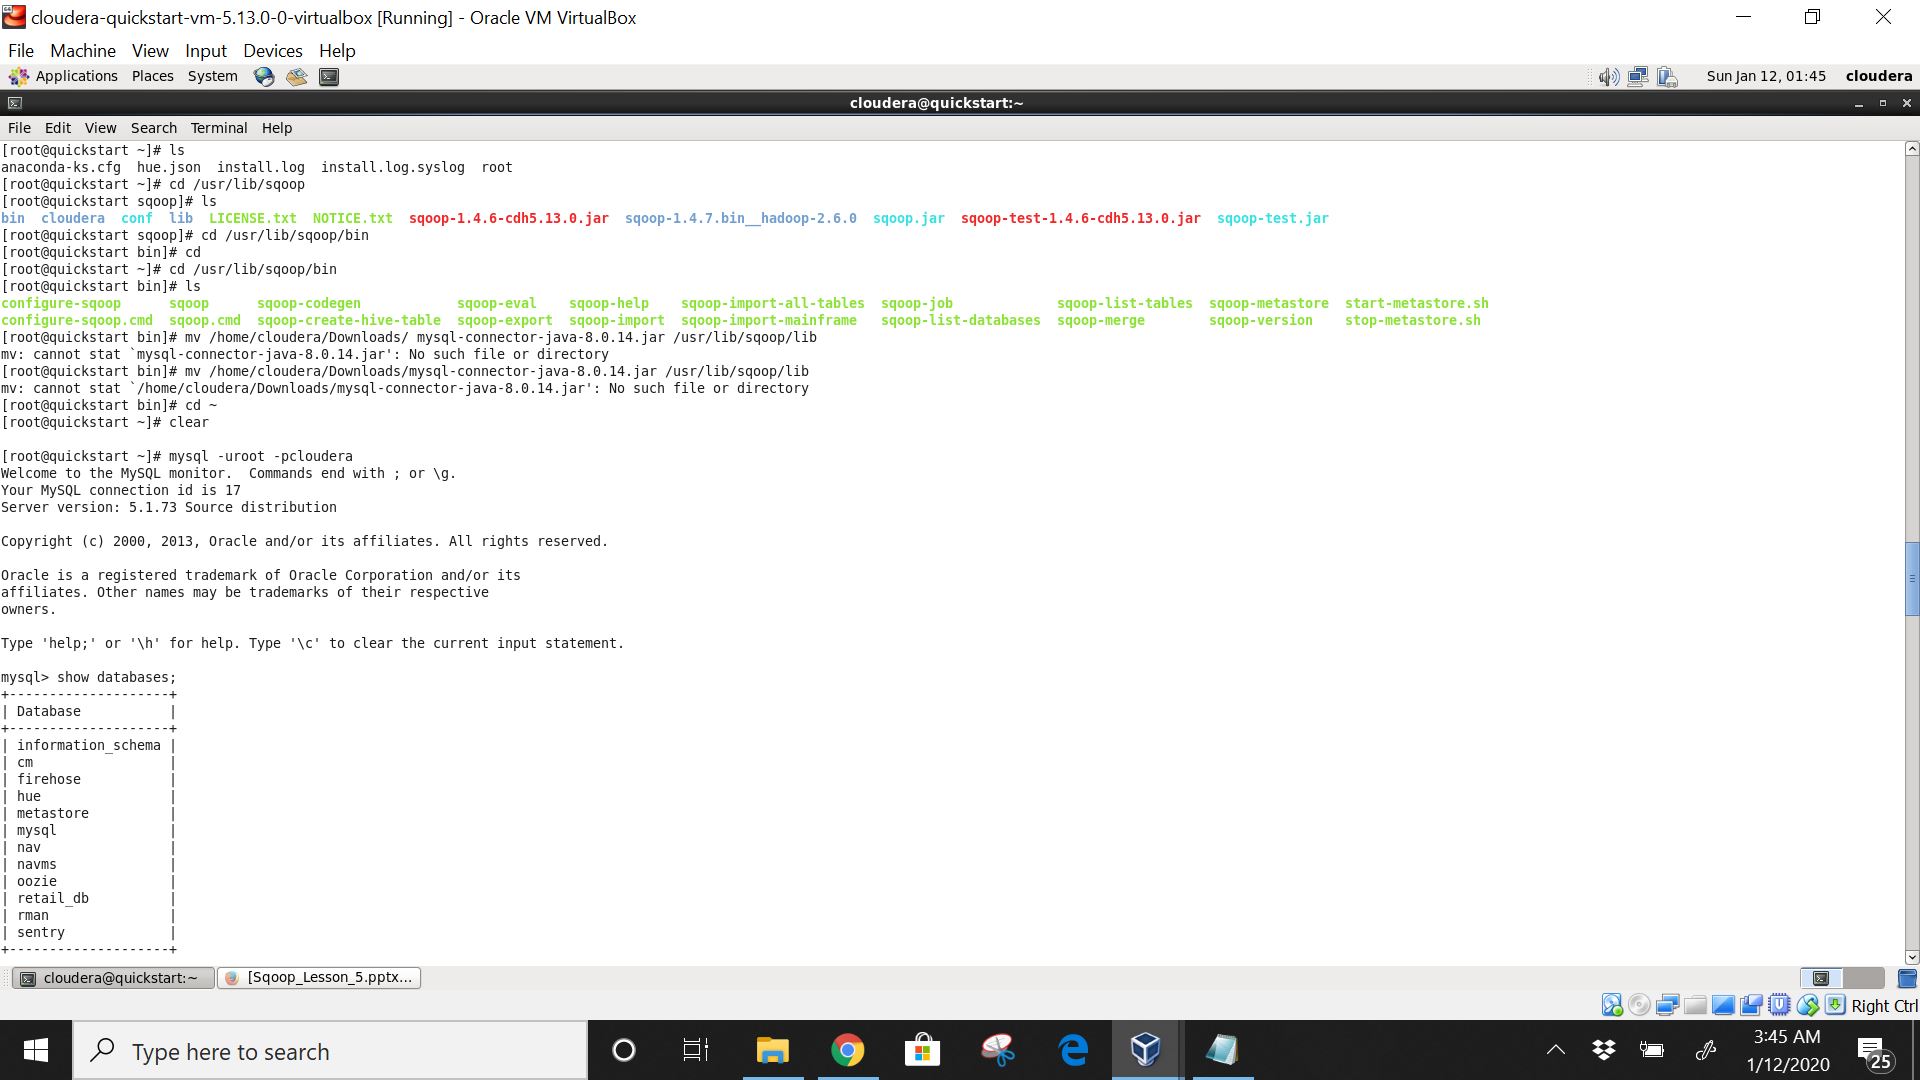 cloudera-quickstart-vm-5.13.0-0-virtualbox [Running] - Oracle VM VirtualBox
File Machine View Input Devices Help
Applications Places System Sun Jan 12, 01:45 cloudera
cloudera@quickstart:~
File Edit View Search Terminal Help
[root@quickstart ~]# ls
anaconda-ks.cfg  hue.json  install.log  install.log.syslog  root
[root@quickstart ~]# cd /usr/lib/sqoop
[root@quickstart sqoop]# ls
bin  cloudera  conf  lib  LICENSE.txt  NOTICE.txt  sqoop-1.4.6-cdh5.13.0.jar  sqoop-1.4.7.bin__hadoop-2.6.0  sqoop.jar  sqoop-test-1.4.6-cdh5.13.0.jar  sqoop-test.jar
[root@quickstart sqoop]# cd /usr/lib/sqoop/bin
[root@quickstart bin]# cd
[root@quickstart ~]# cd /usr/lib/sqoop/bin
[root@quickstart bin]# ls
configure-sqoop      sqoop      sqoop-codegen            sqoop-eval    sqoop-help    sqoop-import-all-tables  sqoop-job             sqoop-list-tables  sqoop-metastore  start-metastore.sh
configure-sqoop.cmd  sqoop.cmd  sqoop-create-hive-table  sqoop-export  sqoop-import  sqoop-import-mainframe   sqoop-list-databases  sqoop-merge        sqoop-version    stop-metastore.sh
[root@quickstart bin]# mv /home/cloudera/Downloads/ mysql-connector-java-8.0.14.jar /usr/lib/sqoop/lib
mv: cannot stat `mysql-connector-java-8.0.14.jar': No such file or directory
[root@quickstart bin]# mv /home/cloudera/Downloads/mysql-connector-java-8.0.14.jar /usr/lib/sqoop/lib
mv: cannot stat `/home/cloudera/Downloads/mysql-connector-java-8.0.14.jar': No such file or directory
[root@quickstart bin]# cd ~
[root@quickstart ~]# clear
[root@quickstart ~]# mysql -uroot -pcloudera
Welcome to the MySQL monitor.  Commands end with ; or \g.
Your MySQL connection id is 17
Server version: 5.1.73 Source distribution
Copyright (c) 2000, 2013, Oracle and/or its affiliates. All rights reserved.
Oracle is a registered trademark of Oracle Corporation and/or its
affiliates. Other names may be trademarks of their respective
owners.
Type 'help;' or '\h' for help. Type '\c' to clear the current input statement.
mysql> show databases;
+--------------------+
| Database           |
+--------------------+
| information_schema |
| cm                 |
| firehose           |
| hue                |
| metastore          |
| mysql              |
| nav                |
| navms              |
| oozie              |
| retail_db          |
| rman               |
| sentry             |
+--------------------+
cloudera@quickstart:~ [Sqoop_Lesson_5.pptx...
Right Ctrl
Type here to search
3:45 AM
1/12/2020
25